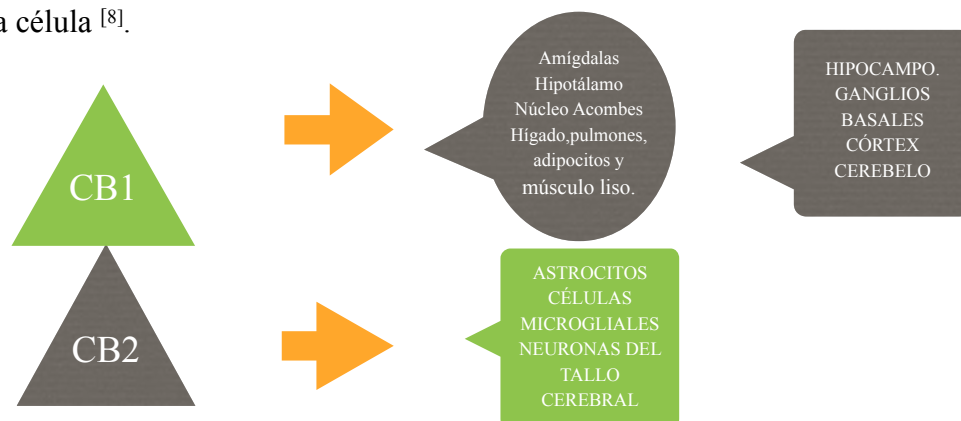 a célula [8].
CB1
Amígdalas
Hipotálamo
Núcleo Acombes
Hígado,pulmones,
adipocitos y
músculo liso.
HIPOCAMPO.
GANGLIOS
BASALES
CÓRTEX
CEREBELO
CB2
ASTROCITOS
CÉLULAS
MICROGLIALES
NEURONAS DEL
TALLO
CEREBRAL